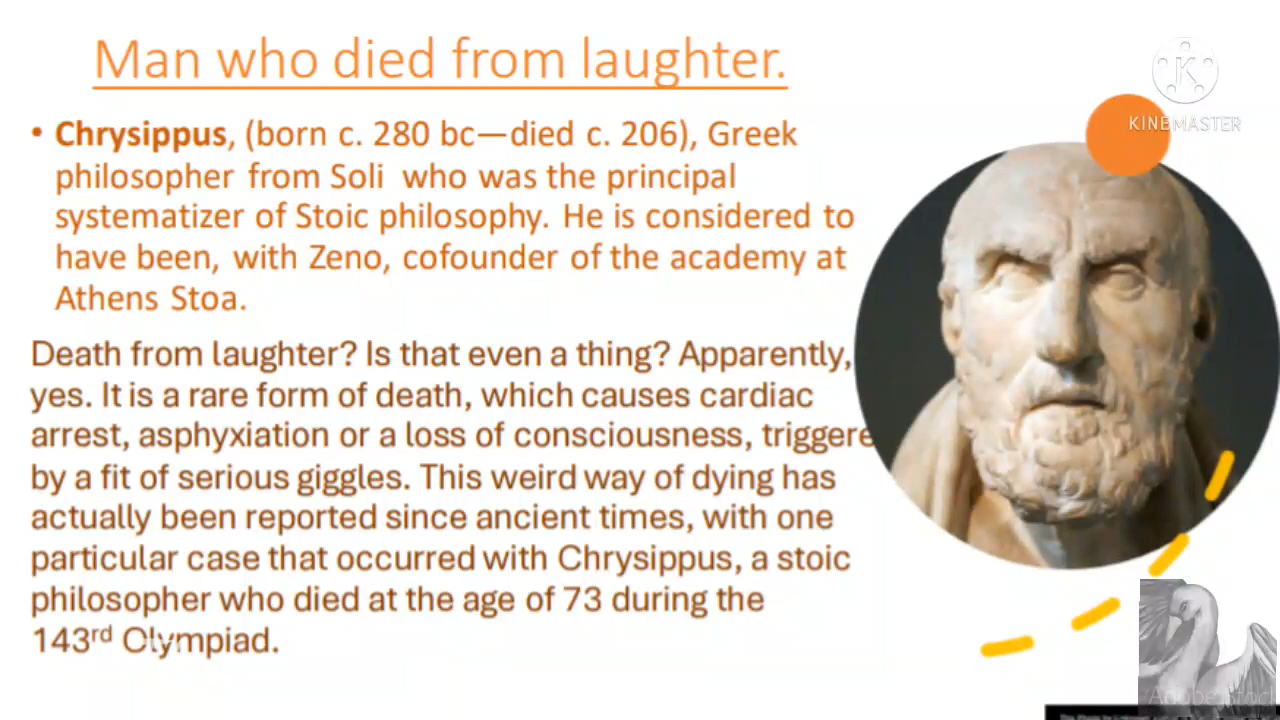 Man who died from laughter.
KINEMASTER
• Chrysippus, (born c. 280 bc—died c. 206), Greek
philosopher from Soli who was the principal
systematizer of Stoic philosophy. He is considered to
have been, with Zeno, cofounder of the academy at
Athens Stoa.
Death from laughter? Is that even a thing? Apparently,
yes. It is a rare form of death, which causes cardiac
arrest, asphyxiation or a loss of consciousness, triggere
by a fit of serious giggles. This weird way of dying has
actually been reported since ancient times, with one
particular case that occurred with Chrysippus, a stoic
philosopher who died at the age of 73 during the
143rd Olympiad.
Adobe Stock